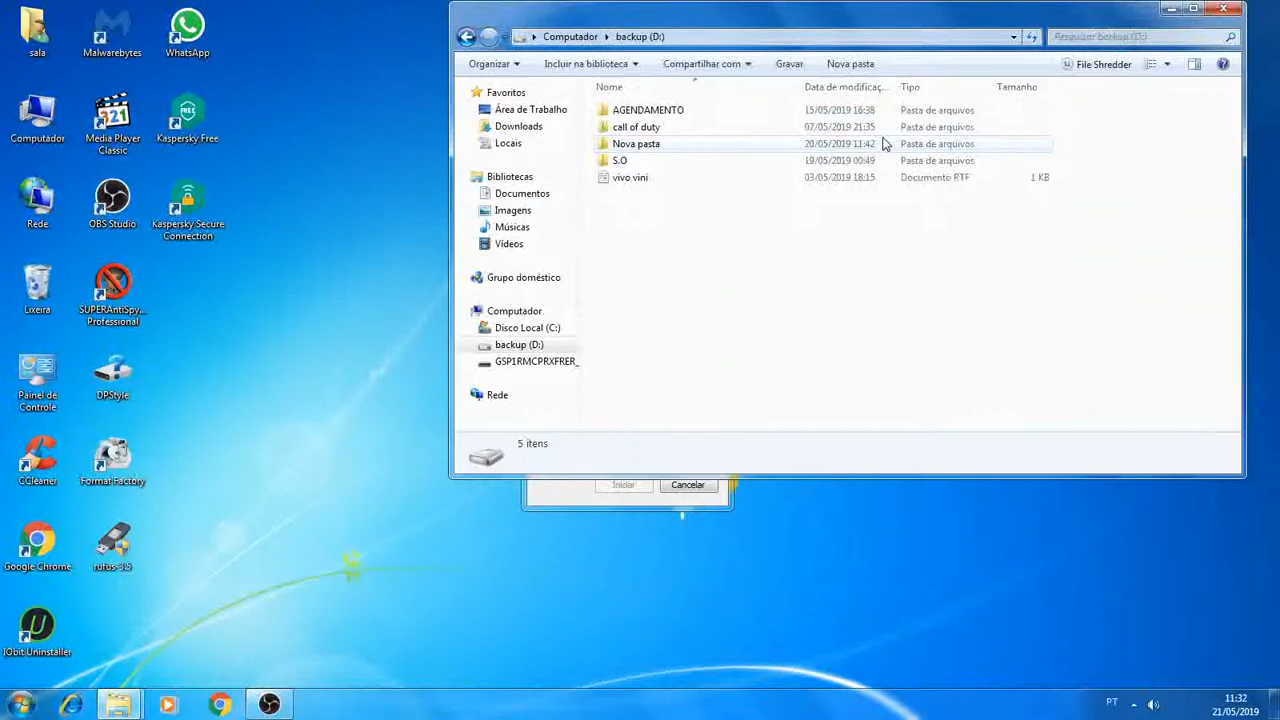 sala
Malwarebytes
WhatsApp
Computador
Media Player
Classic
Kaspersky Free
Rede
OBS Studio
Kaspersky Secure
Connection
Lixeira
SUPERAntiSpy...
Professional
Painel de
Controle
DPStyle
CCleaner
Format Factory
Google Chrome
rufus-3.5
IObit Uninstaller
Computador
backup (D:)
Pesquisar backup (D:)
Organizar
Incluir na biblioteca
Compartilhar com
Gravar
Nova pasta
File Shredder
Nome
Data de modificaç...
Tipo
Tamanho
AGENDAMENTO 15/05/2019 16:38 Pasta de arquivos
call of duty 07/05/2019 21:35 Pasta de arquivos
Nova pasta 20/05/2019 11:42 Pasta de arquivos
S.O 19/05/2019 00:49 Pasta de arquivos
vivo vini 03/05/2019 18:15 Documento RTF 1 KB
Favoritos
Área de Trabalho
Downloads
Locais
Bibliotecas
Documentos
Imagens
Músicas
Vídeos
Grupo doméstico
Computador
Disco Local (C:)
backup (D:)
GSP1RMCPRXFRER_
Rede
5 itens
Iniciar
Cancelar
PT
11:32
21/05/2019